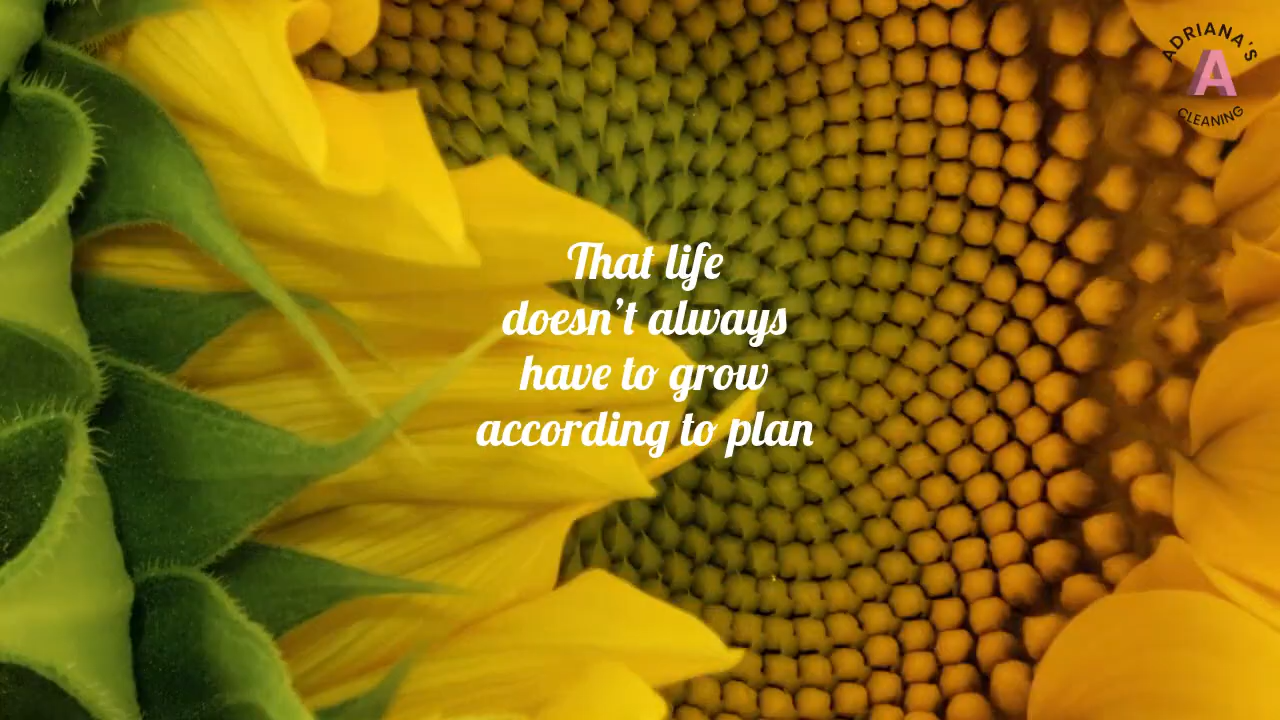 ADRIANA'S
A
CLEANING
That life
doesn’t always
have to grow
according to plan